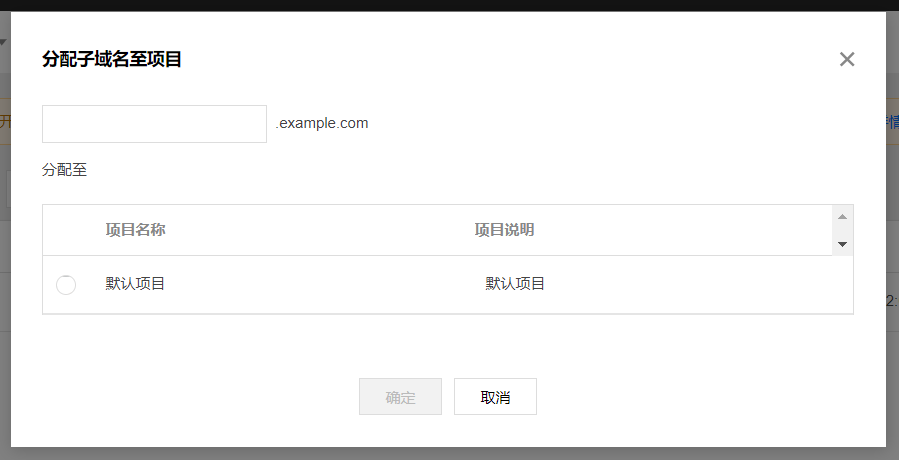 分配子域名至项目
.example.com
分配至
项目名称 项目说明
默认项目 默认项目
确定 取消